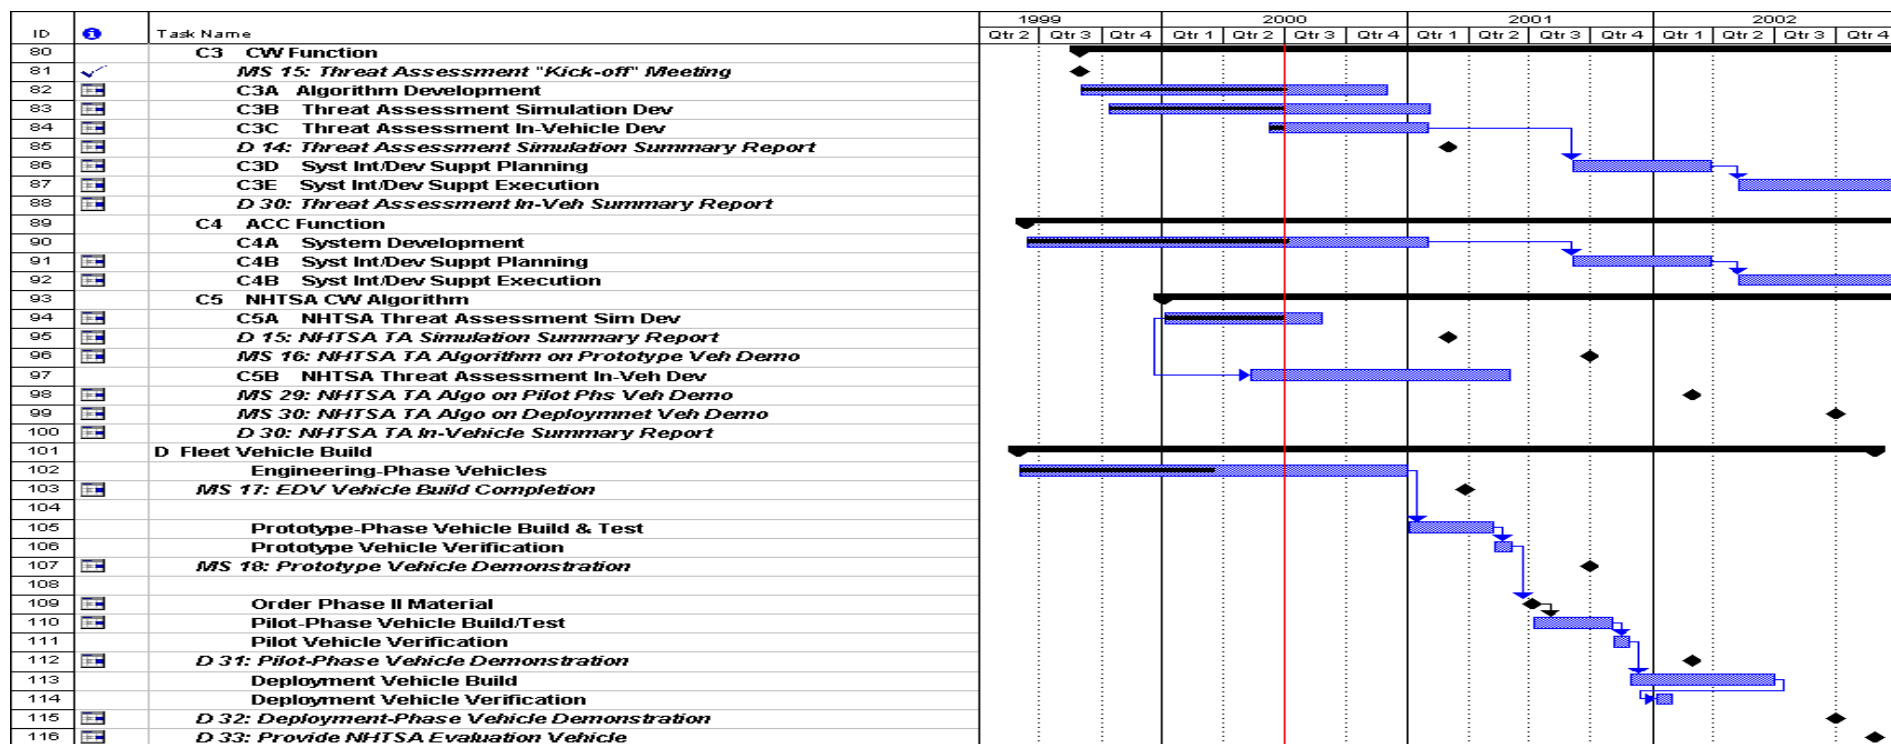 1999 2000 2001 2002
ID Task Name Qtr 2 Qtr 3 Qtr 4 Qtr 1 Qtr 2 Qtr 3 Qtr 4 Qtr 1 Qtr 2 Qtr 3 Qtr 4 Qtr 1 Qtr 2 Qtr 3 Qtr 4
80 C3 CW Function
81 MS 15: Threat Assessment "Kick-off" Meeting
82 C3A Algorithm Development
83 C3B Threat Assessment Simulation Dev
84 C3C Threat Assessment In-Vehicle Dev
85 D 14: Threat Assessment Simulation Summary Report
86 C3D Syst Int/Dev Suppt Planning
87 C3E Syst Int/Dev Suppt Execution
88 D 30: Threat Assessment In-Veh Summary Report
89 C4 ACC Function
90 C4A System Development
91 C4B Syst Int/Dev Suppt Planning
92 C4B Syst Int/Dev Suppt Execution
93 C5 NHTSA CW Algorithm
94 C5A NHTSA Threat Assessment Sim Dev
95 D 15: NHTSA TA Simulation Summary Report
96 MS 16: NHTSA TA Algorithm on Prototype Veh Demo
97 C5B NHTSA Threat Assessment In-Veh Dev
98 MS 29: NHTSA TA Algo on Pilot Phs Veh Demo
99 MS 30: NHTSA TA Algo on Deploymnet Veh Demo
100 D 30: NHTSA TA In-Vehicle Summary Report
101 D Fleet Vehicle Build
102 Engineering-Phase Vehicles
103 MS 17: EDV Vehicle Build Completion
104
105 Prototype-Phase Vehicle Build & Test
106 Prototype Vehicle Verification
107 MS 18: Prototype Vehicle Demonstration
108
109 Order Phase II Material
110 Pilot-Phase Vehicle Build/Test
111 Pilot Vehicle Verification
112 D 31: Pilot-Phase Vehicle Demonstration
113 Deployment Vehicle Build
114 Deployment Vehicle Verification
115 D 32: Deployment-Phase Vehicle Demonstration
116 D 33: Provide NHTSA Evaluation Vehicle